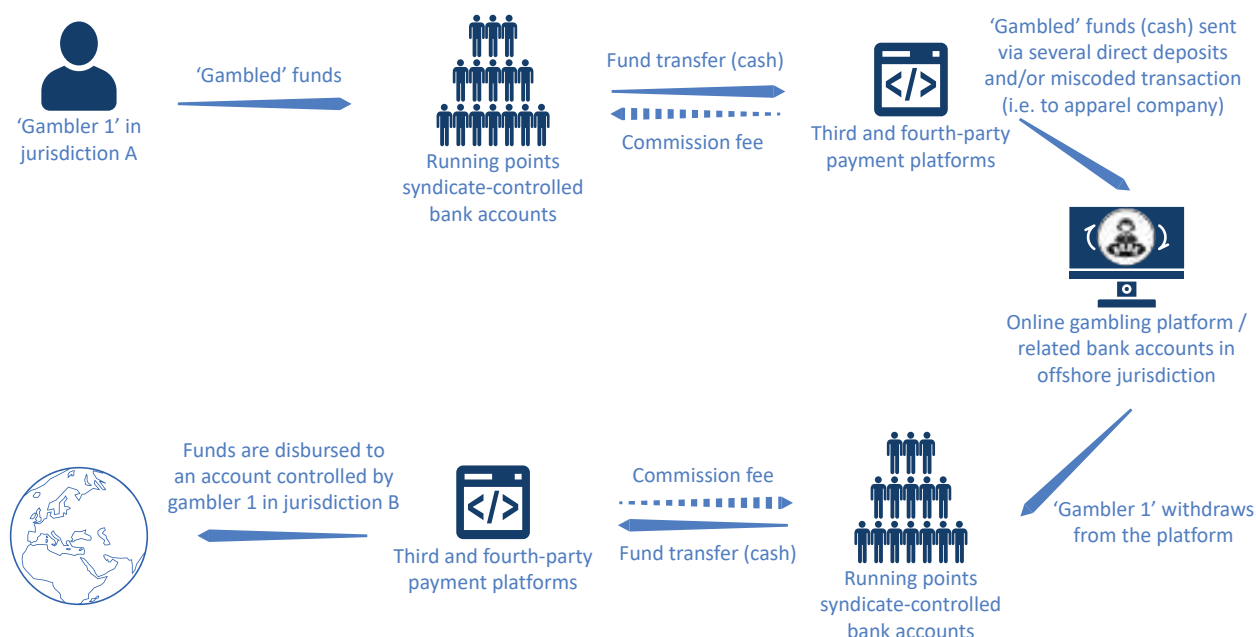 ‘Gambler 1’ in
jurisdiction A
‘Gambled’ funds
Running points
syndicate-controlled
bank accounts
Fund transfer (cash)
Commission fee
</>
Third and fourth-party
payment platforms
‘Gambled’ funds (cash) sent
via several direct deposits
and/or miscoded transaction
(i.e. to apparel company)
Online gambling platform /
related bank accounts in
offshore jurisdiction
‘Gambler 1’ withdraws
from the platform
Running points
syndicate-controlled
bank accounts
Commission fee
Fund transfer (cash)
</>
Third and fourth-party
payment platforms
Funds are disbursed to
an account controlled by
gambler 1 in jurisdiction B